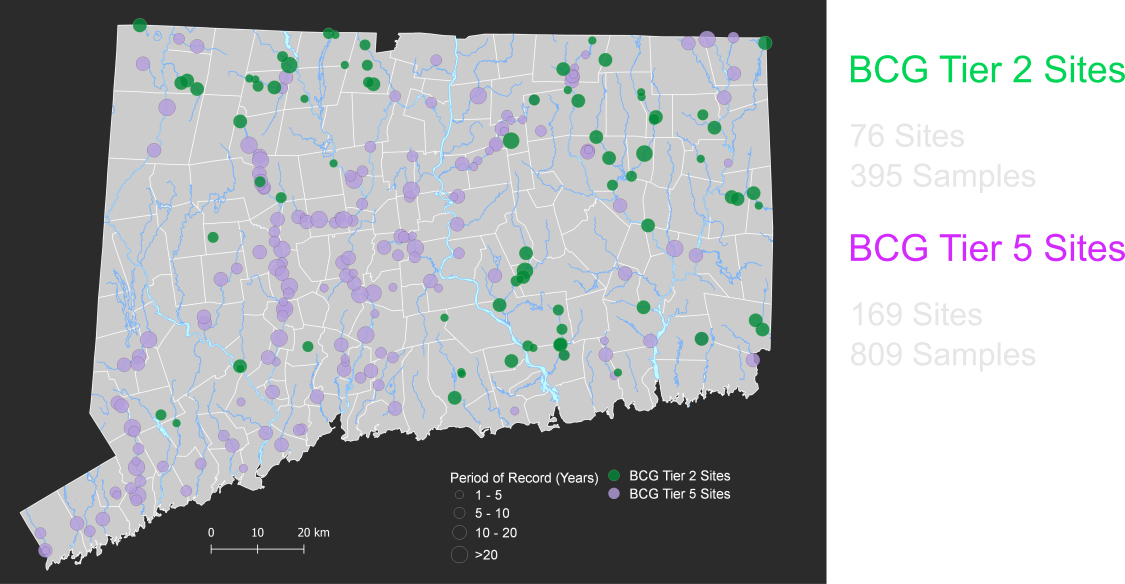 BCG Tier 2 Sites
76 Sites
395 Samples
BCG Tier 5 Sites
169 Sites
809 Samples
Period of Record (Years)
1 - 5
5 - 10
10 - 20
>20
BCG Tier 2 Sites
BCG Tier 5 Sites
0 10 20 km